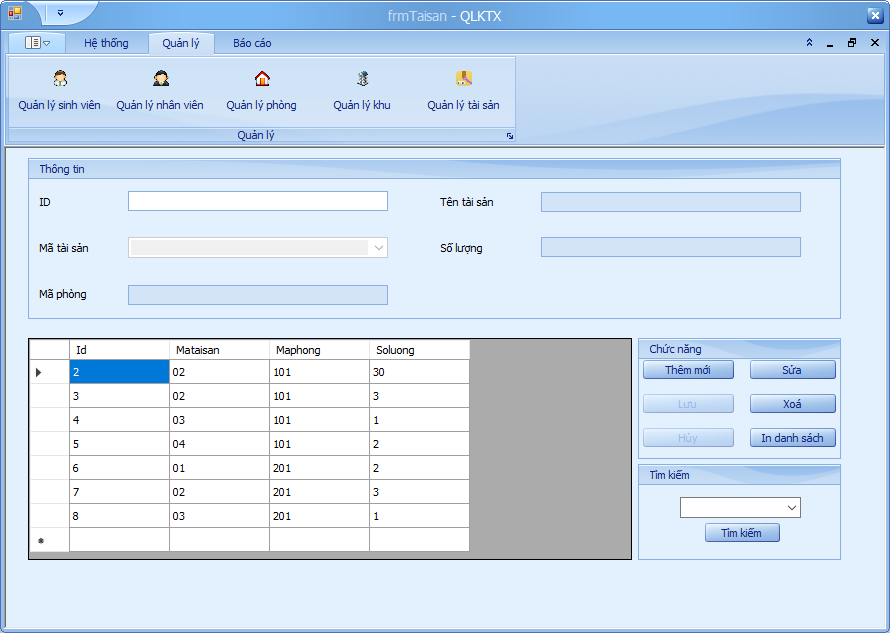 frmTaisan - QLKTX
Hệ thống Quản lý Báo cáo
Quản lý sinh viên Quản lý nhân viên Quản lý phòng Quản lý khu Quản lý tài sản
Quản lý
Thông tin
ID Tên tài sản
Mã tài sản Số lượng
Mã phòng
Id Mataisan Maphong Soluong
2 02 101 30
3 02 101 3
4 03 101 1
5 04 101 2
6 01 201 2
7 02 201 3
8 03 201 1
Chức năng
Thêm mới Sửa
Lưu Xoá
Hủy In danh sách
Tìm kiếm
Tìm kiếm